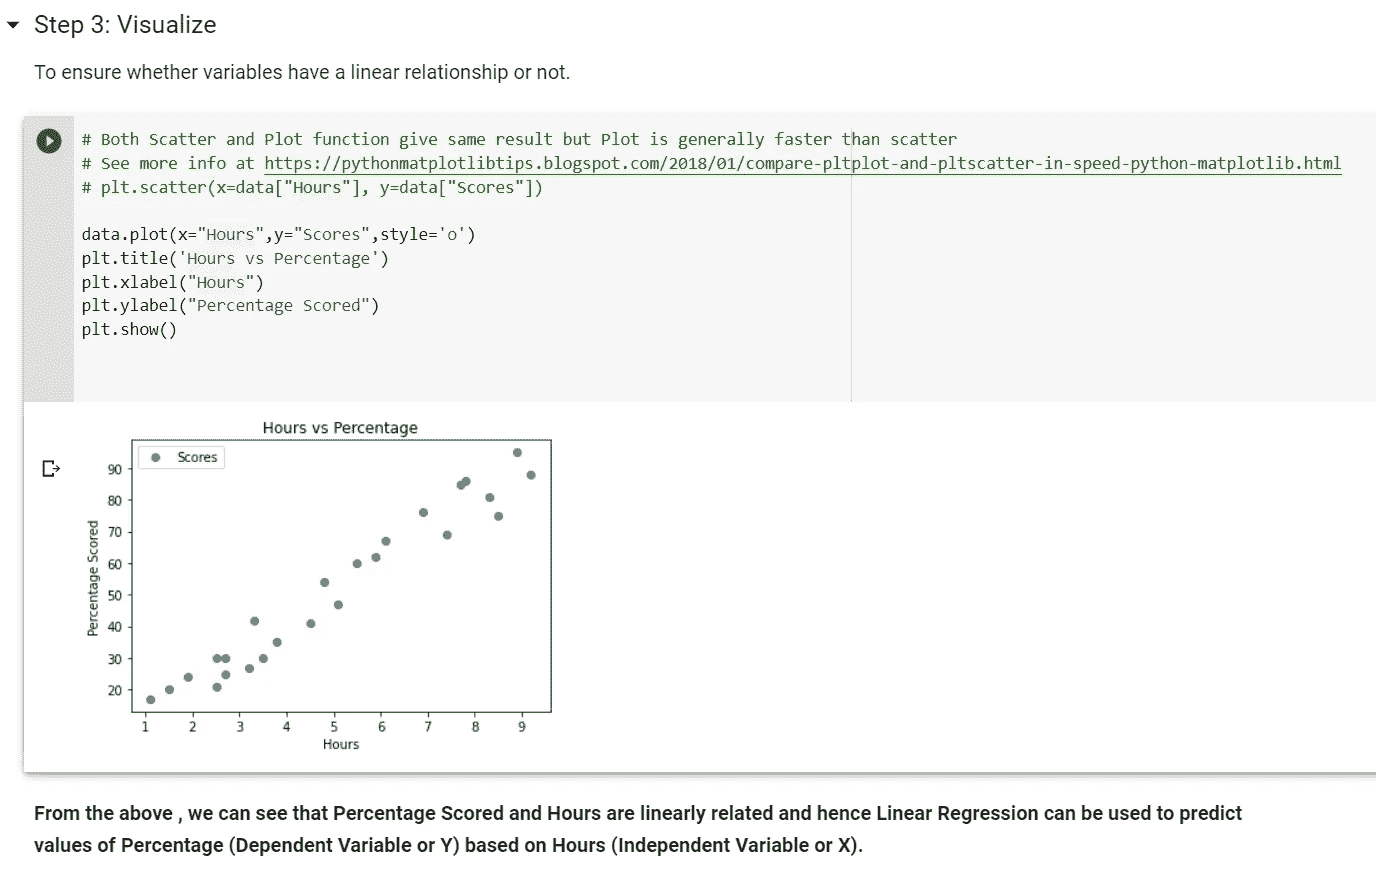 Step 3: Visualize
To ensure whether variables have a linear relationship or not.
# Both Scatter and Plot function give same result but Plot is generally faster than scatter
# See more info at https://pythonmatplotlibtips.blogspot.com/2018/01/compare-pltplot-and-pltscatter-in-speed-python-matplotlib.html
# plt.scatter(x=data["Hours"], y=data["Scores"])
data.plot(x="Hours",y="Scores",style='o')
plt.title('Hours vs Percentage')
plt.xlabel("Hours")
plt.ylabel("Percentage Scored")
plt.show()
Hours vs Percentage
Scores
90
80
70
60
50
40
30
20
Percentage Scored
1 2 3 4 5 6 7 8 9
Hours
From the above , we can see that Percentage Scored and Hours are linearly related and hence Linear Regression can be used to predict
values of Percentage (Dependent Variable or Y) based on Hours (Independent Variable or X).